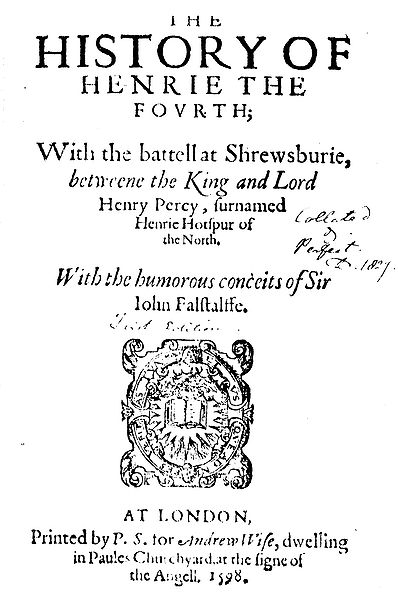 THE
HISTORY OF
HENRIE THE
FOVRTH;
With the battell at Shrewsburie,
betweene the King and Lord
Henry Percy, surnamed
Henrie Hotspur of
the North.
Collated
&
Perfect.
1827.
With the humorous conceits of Sir
Iohn Falstalffe.
First Edition
AT LONDON,
Printed by P. S. for Andrew Wise, dwelling
in Paules Churchyard, at the signe of
the Angell. 1598.